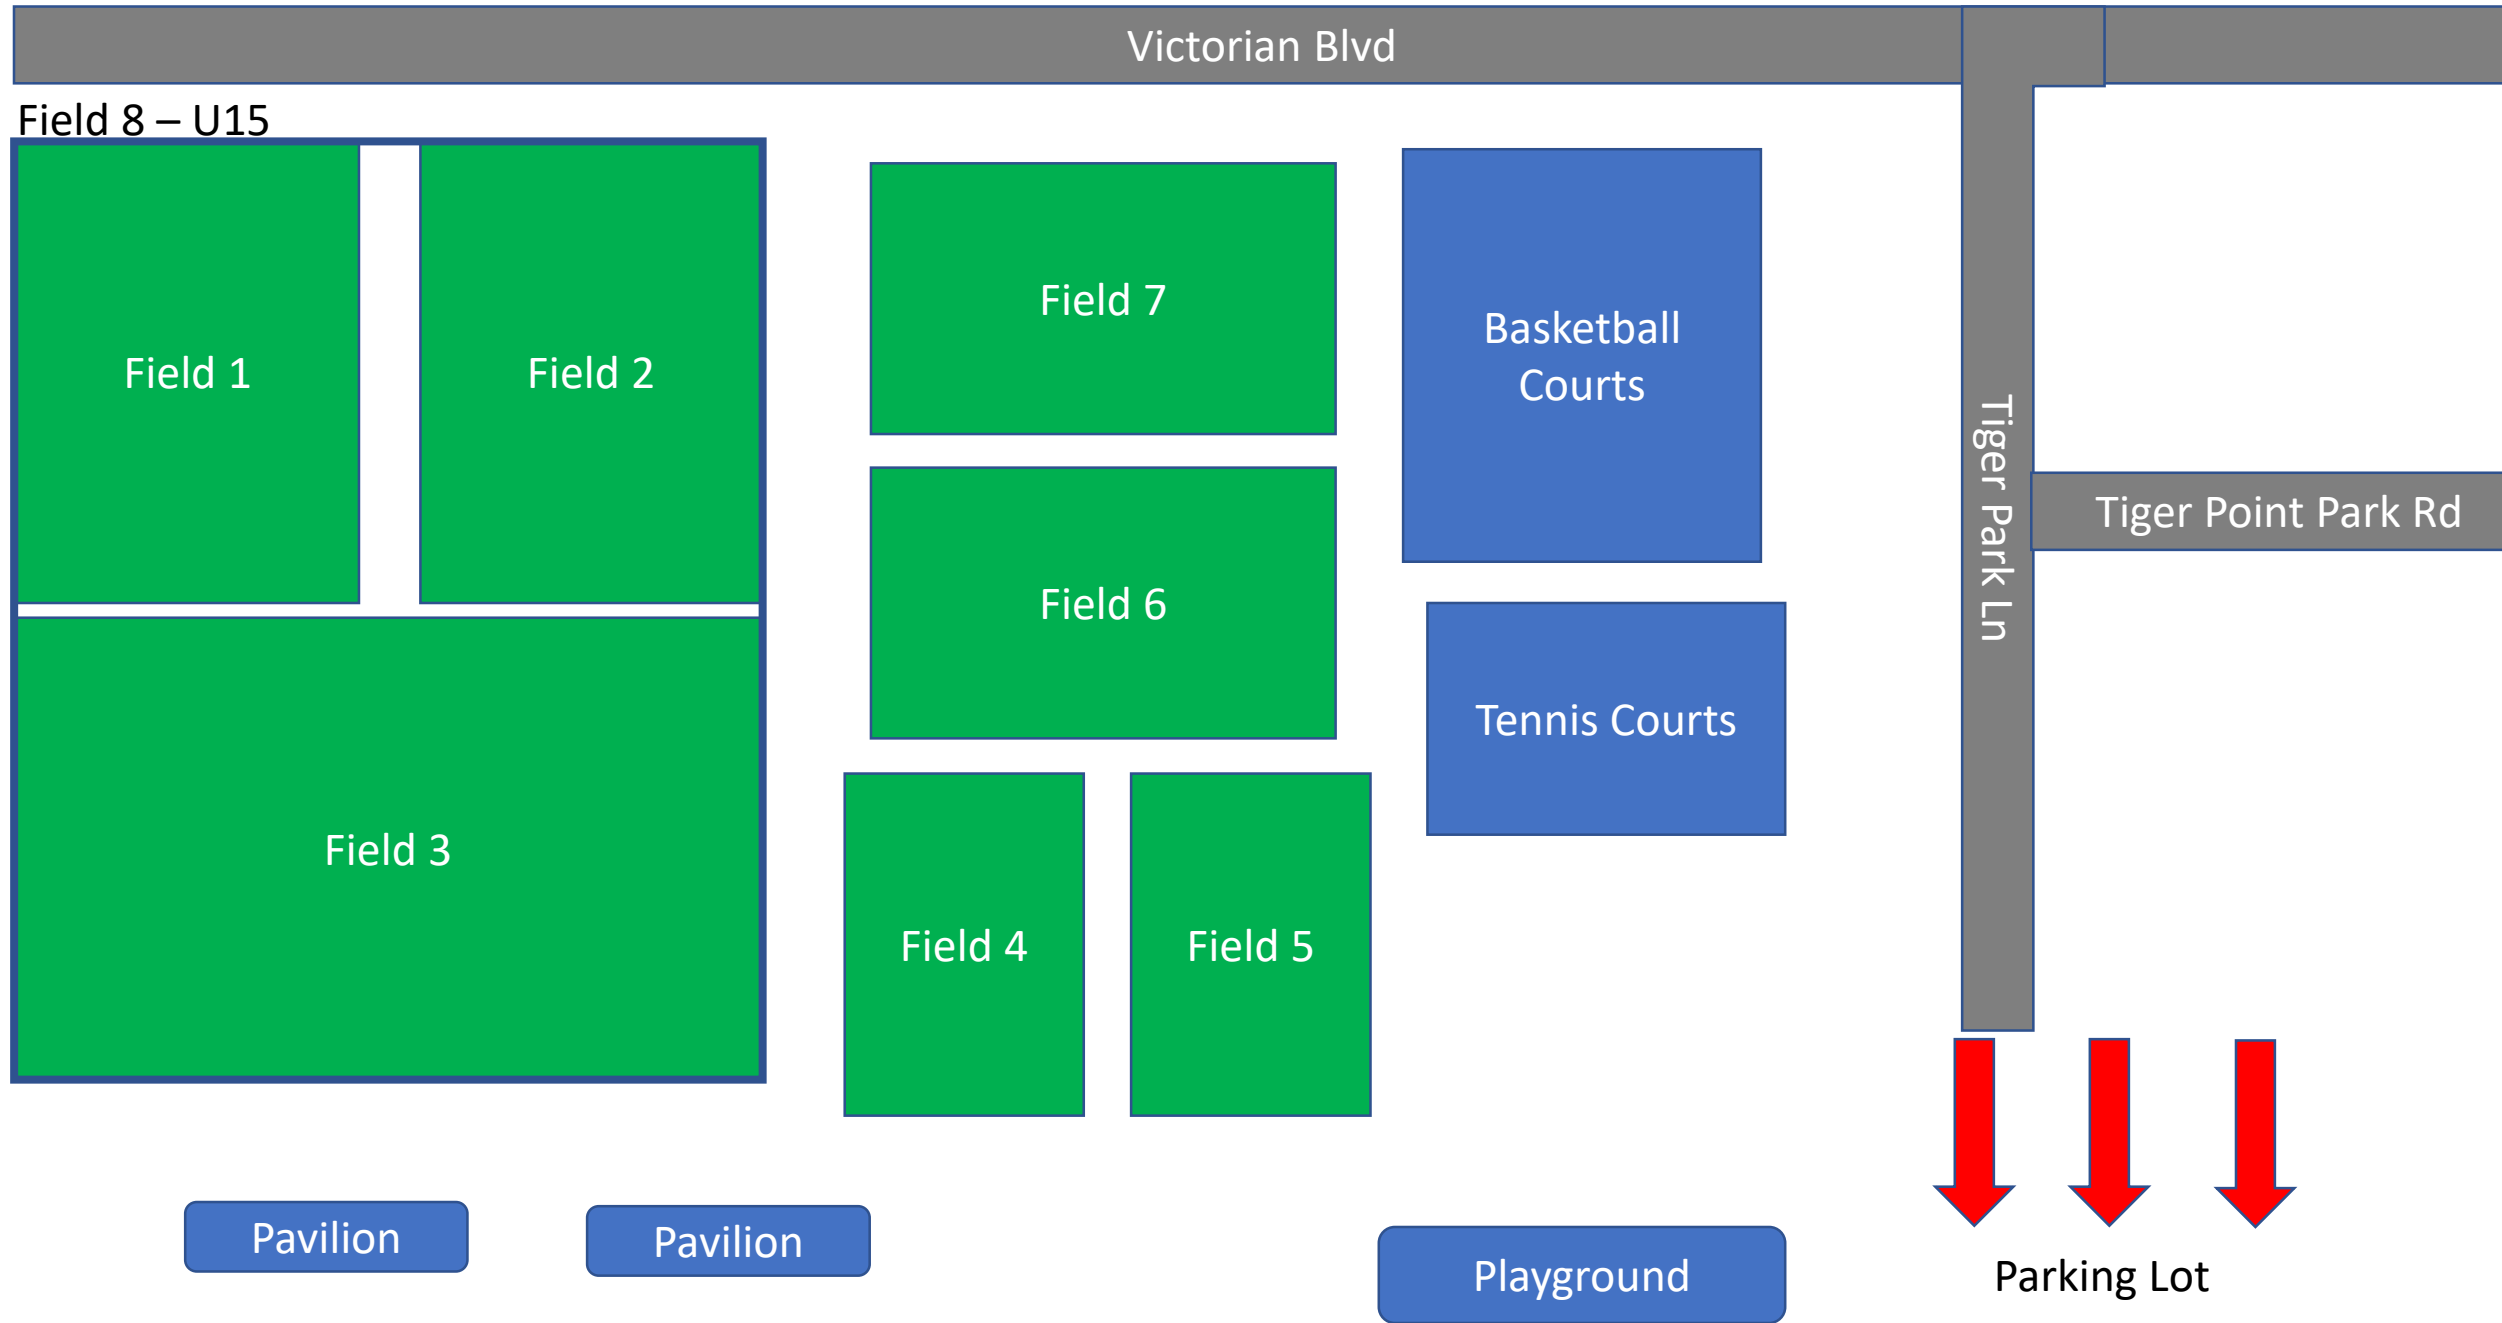 Victorian Blvd
Field 8 – U15
Field 1
Field 2
Field 7
Basketball
Courts
Tiger Park Ln
Tiger Point Park Rd
Field 6
Tennis Courts
Field 3
Field 4
Field 5
Pavilion
Pavilion
Playground
Parking Lot